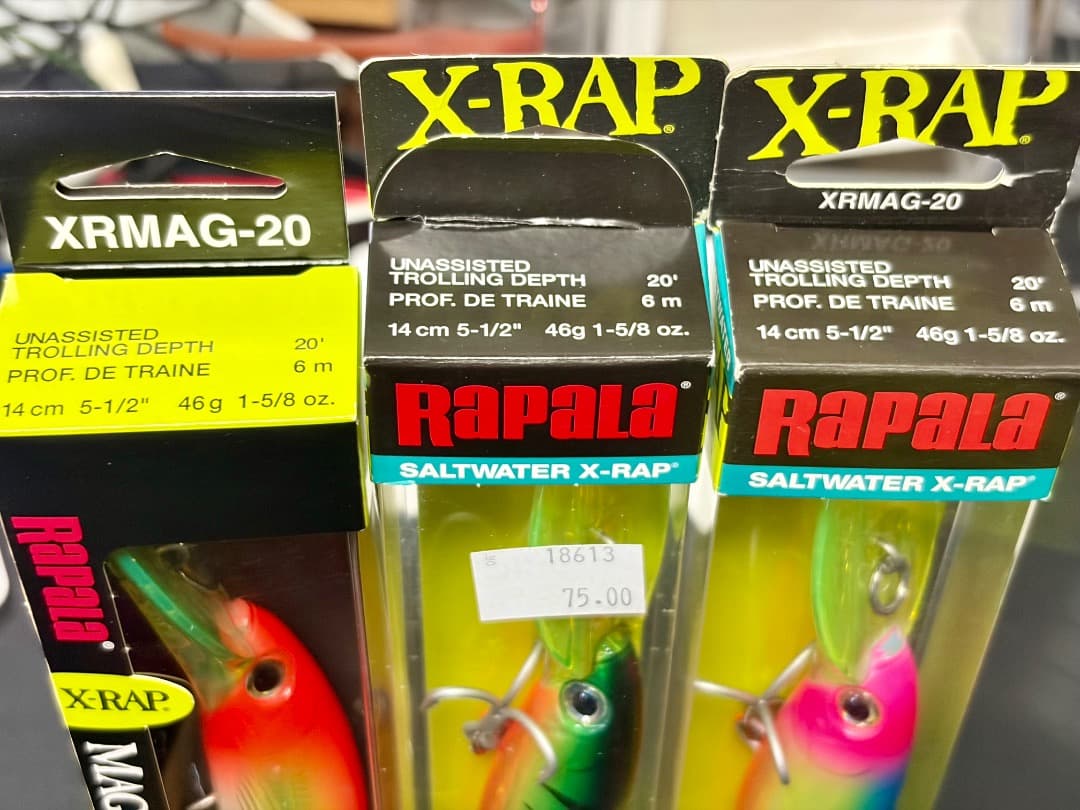 XRMAG-20
UNASSISTED
TROLLING DEPTH 20'
PROF. DE TRAINE 6 m
14 cm 5-1/2" 46 g 1-5/8 oz.
RAPALA®
X-RAP®
MAG
X-RAP®
UNASSISTED
TROLLING DEPTH 20'
PROF. DE TRAINE 6 m
14 cm 5-1/2" 46g 1-5/8 oz.
RAPALA®
SALTWATER X-RAP®
18613
75.00
X-RAP®
XRMAG-20
UNASSISTED
TROLLING DEPTH 20'
PROF. DE TRAINE 6 m
14 cm 5-1/2" 46g 1-5/8 oz.
RAPALA®
SALTWATER X-RAP®